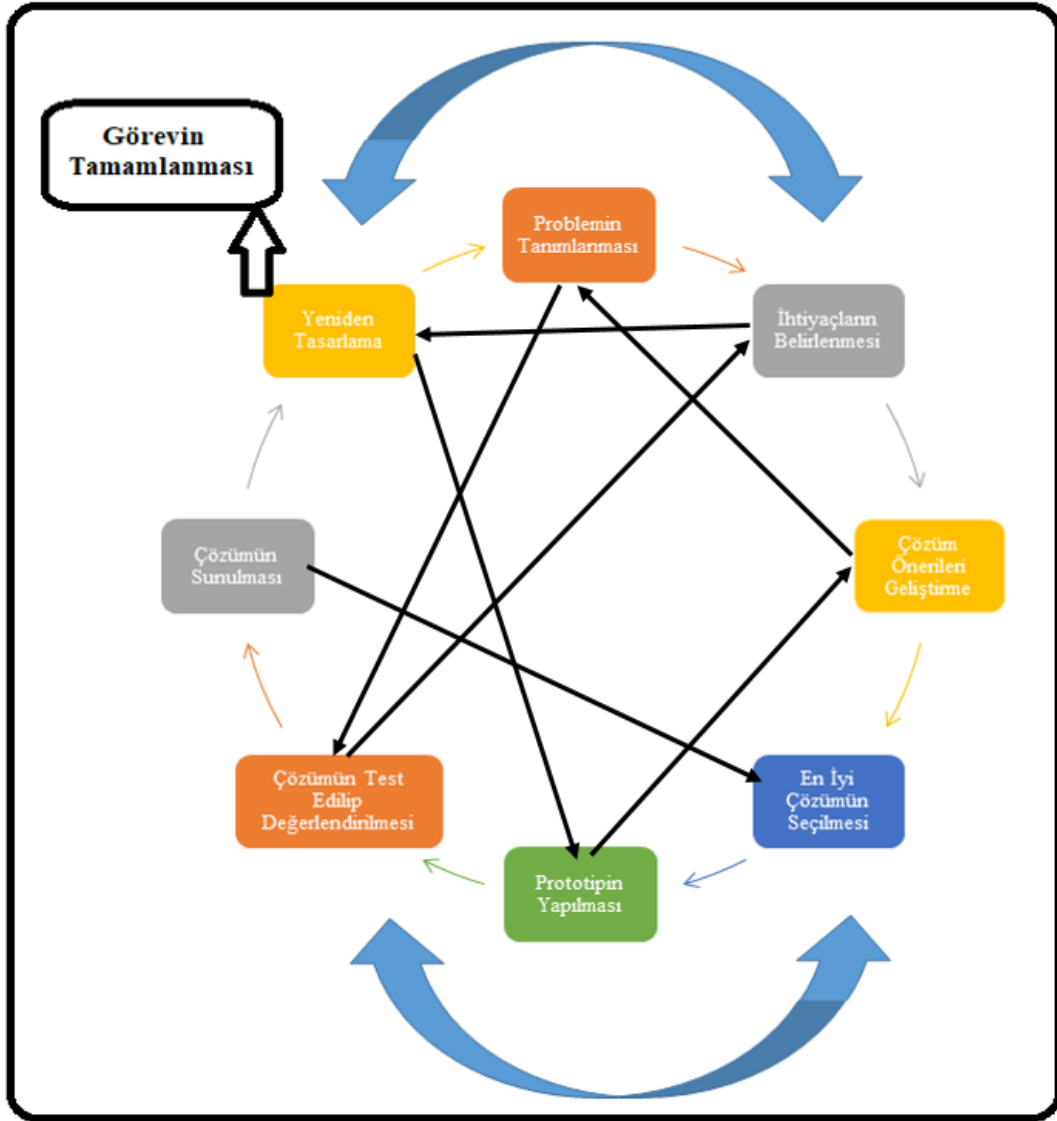 Görevin
Tamamlanması
Problemin
Tanımlanması
İhtiyaçların
Belirlenmesi
Çözüm
Önerileri
Geliştirme
En İyi
Çözümün
Seçilmesi
Prototipin
Yapılması
Çözümün Test
Edilip
Değerlendirilmesi
Çözümün
Sunulması
Yeniden
Tasarlama